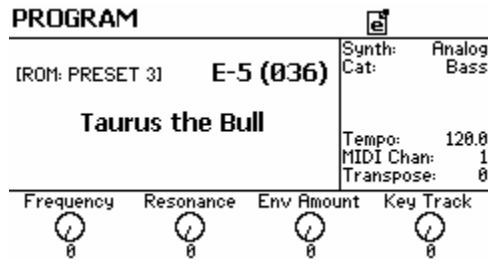 PROGRAM
e
Synth: Analog
[ROM: PRESET 3] E-5 (036)
Cat: Bass
Taurus the Bull
Tempo: 120.0
MIDI Chan: 1
Transpose: 0
Frequency Resonance Env Amount Key Track
0 0 0 0